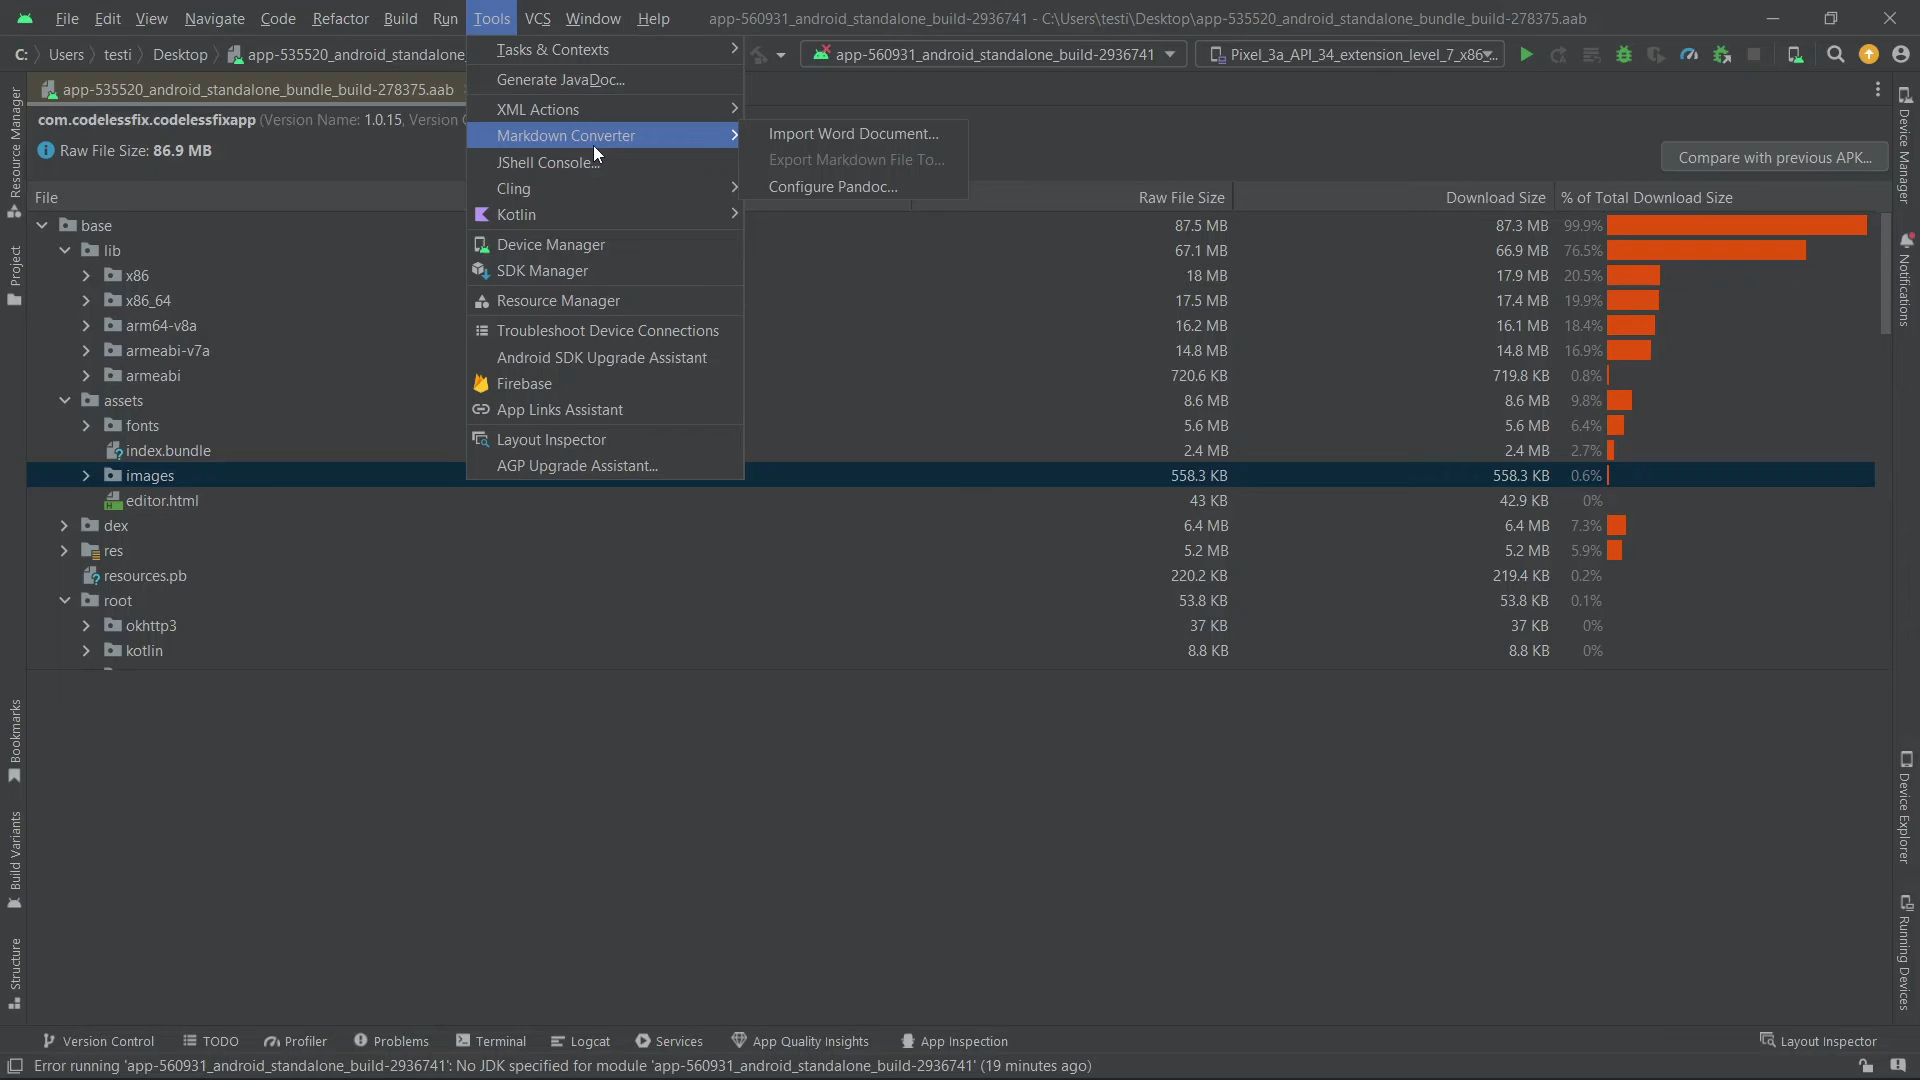 File Edit View Navigate Code Refactor Build Run Tools VCS Window Help app-560931_android_standalone_build-2936741 - C:\Users\testi\Desktop\app-535520_android_standalone_bundle_build-278375.aab
C: Users testi Desktop app-535520_android_standalone_ app-560931_android_standalone_build-2936741 Pixel_3a_API_34_extension_level_7_x86_...
app-535520_android_standalone_bundle_build-278375.aab
com.codelessfix.codelessfixapp (Version Name: 1.0.15, Version C
Raw File Size: 86.9 MB
Compare with previous APK...
File Raw File Size Download Size % of Total Download Size
base 87.5 MB 87.3 MB 99.9%
lib 67.1 MB 66.9 MB 76.5%
x86 18 MB 17.9 MB 20.5%
x86_64 17.5 MB 17.4 MB 19.9%
arm64-v8a 16.2 MB 16.1 MB 18.4%
armeabi-v7a 14.8 MB 14.8 MB 16.9%
armeabi 720.6 KB 719.8 KB 0.8%
assets 8.6 MB 8.6 MB 9.8%
fonts 5.6 MB 5.6 MB 6.4%
index.bundle 2.4 MB 2.4 MB 2.7%
images 558.3 KB 558.3 KB 0.6%
editor.html 43 KB 42.9 KB 0%
dex 6.4 MB 6.4 MB 7.3%
res 5.2 MB 5.2 MB 5.9%
resources.pb 220.2 KB 219.4 KB 0.2%
root 53.8 KB 53.8 KB 0.1%
okhttp3 37 KB 37 KB 0%
kotlin 8.8 KB 8.8 KB 0%
Tasks & Contexts
Generate JavaDoc...
XML Actions
Markdown Converter
JShell Console...
Cling
Kotlin
Device Manager
SDK Manager
Resource Manager
Troubleshoot Device Connections
Android SDK Upgrade Assistant
Firebase
App Links Assistant
Layout Inspector
AGP Upgrade Assistant...
Import Word Document...
Export Markdown File To...
Configure Pandoc...
Resource Manager
Project
Bookmarks
Build Variants
Structure
Device Manager
Notifications
Device Explorer
Running Devices
Version Control TODO Profiler Problems Terminal Logcat Services App Quality Insights App Inspection Layout Inspector
Error running 'app-560931_android_standalone_build-2936741': No JDK specified for module 'app-560931_android_standalone_build-2936741' (19 minutes ago)